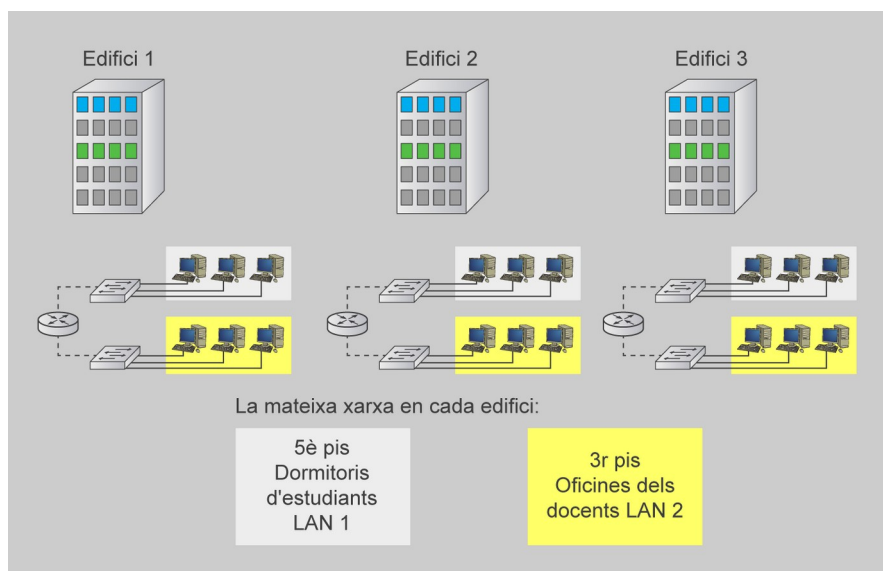 Edifici 1
Edifici 2
Edifici 3
La mateixa xarxa en cada edifici:
5è pis
Dormitoris
d'estudiants
LAN 1
3r pis
Oficines dels
docents LAN 2